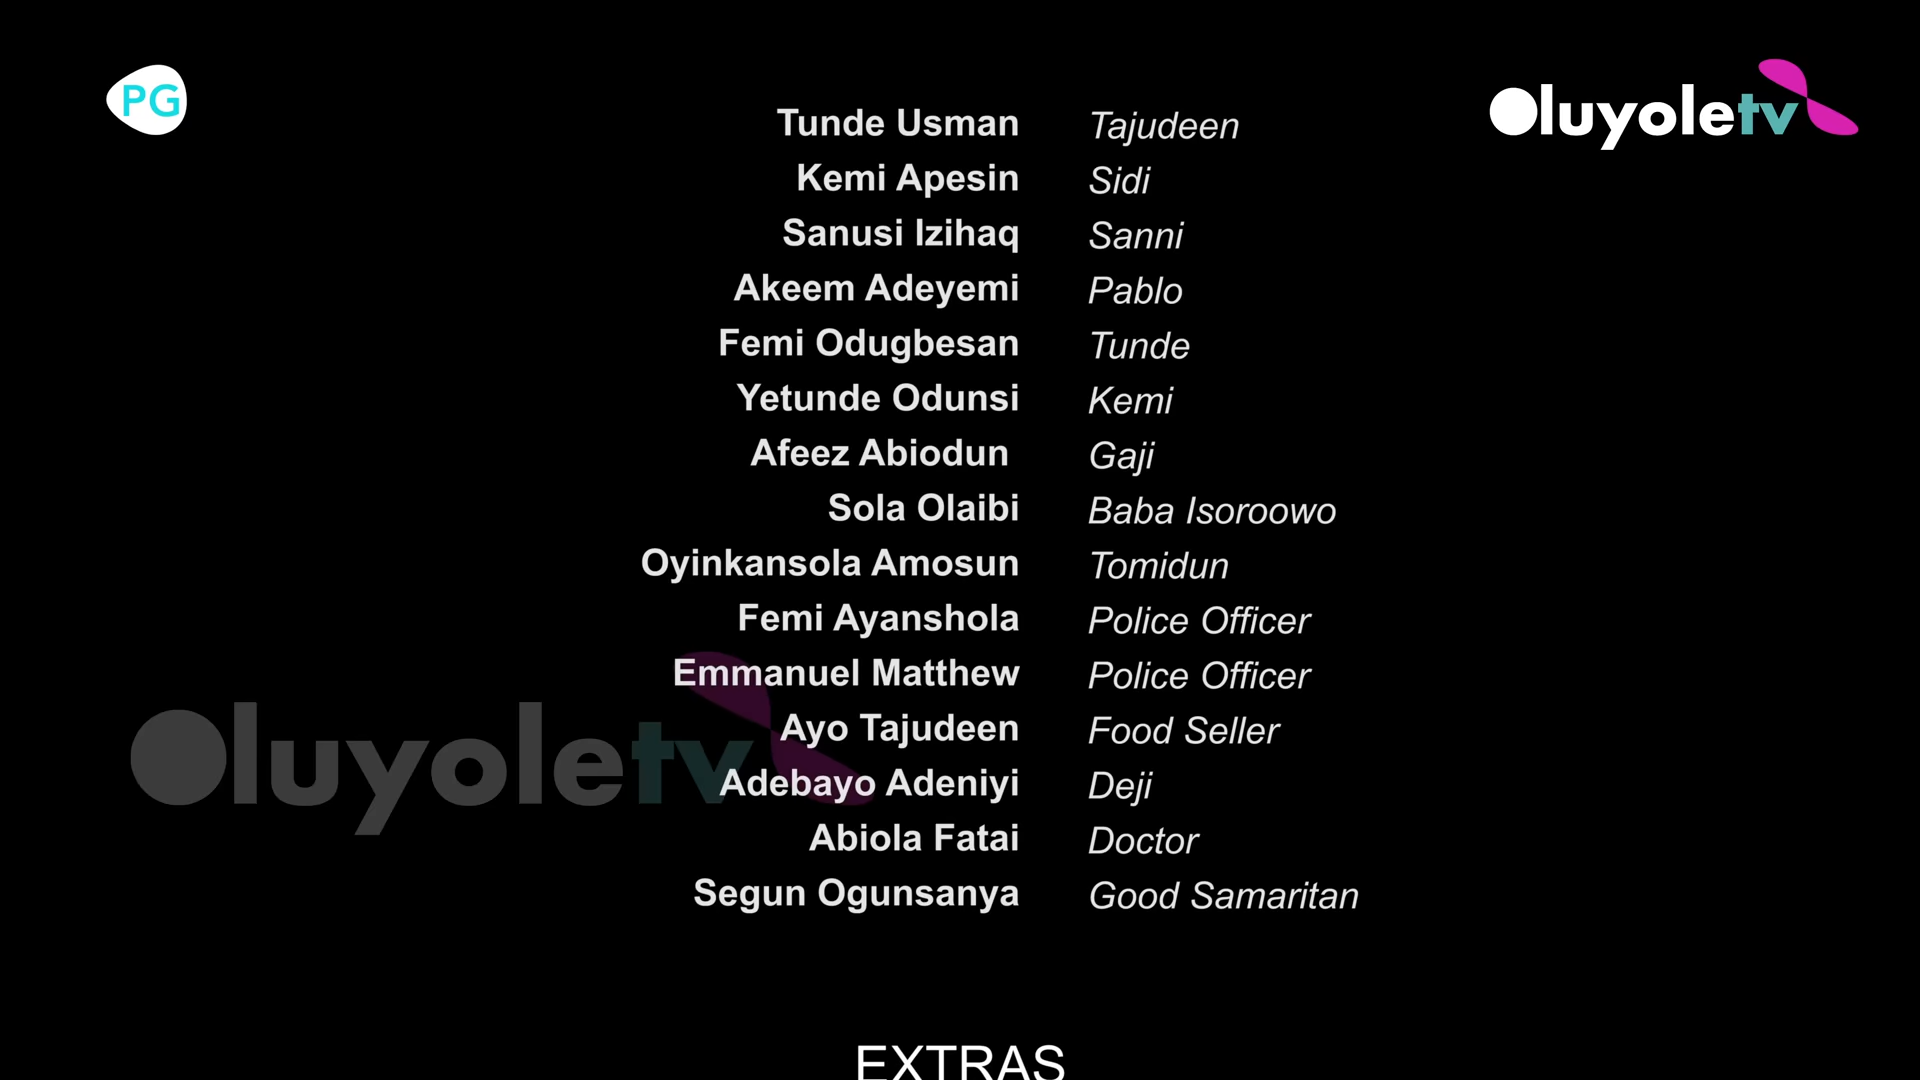 PG
Oluyoletv
Tunde Usman Tajudeen
Kemi Apesin Sidi
Sanusi Izihaq Sanni
Akeem Adeyemi Pablo
Femi Odugbesan Tunde
Yetunde Odunsi Kemi
Afeez Abiodun Gaji
Sola Olaibi Baba Isoroowo
Oyinkansola Amosun Tomidun
Femi Ayanshola Police Officer
Emmanuel Matthew Police Officer
Ayo Tajudeen Food Seller
Oluyoletv
Adebayo Adeniyi Deji
Abiola Fatai Doctor
Segun Ogunsanya Good Samaritan
EXTRAS